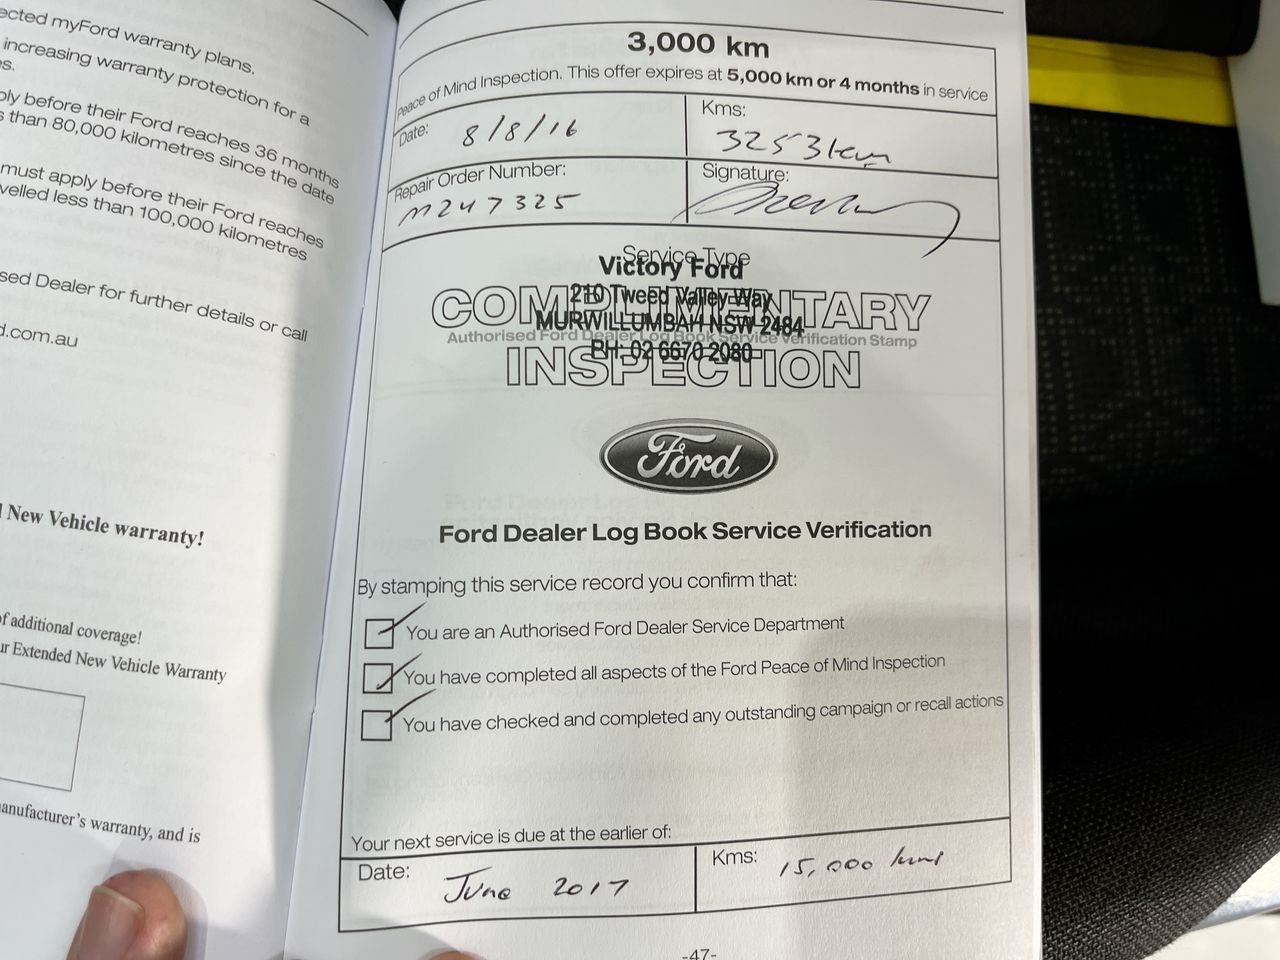 ected myFord warranty plans.
increasing warranty protection for a
s.
ply before their Ford reaches 36 months
s than 80,000 kilometres since the date
must apply before their Ford reaches
velled less than 100,000 kilometres
sed Dealer for further details or call
d.com.au
New Vehicle warranty!
of additional coverage!
ur Extended New Vehicle Warranty
anufacturer's warranty, and is
3,000 km
Peace of Mind Inspection. This offer expires at 5,000 km or 4 months in service
Date: 8/8/16
Kms: 3253km
Repair Order Number: M247325
Signature:
Service Type
Victory Ford
COMPLIMENTARY
210 Tweed Valley Way
MURWILLUMBAH NSW 2484
Authorised Ford Dealer Log Book Service Verification Stamp
PH: 02 6670 2080
INSPECTION
Ford
Ford Dealer Log Book Service Verification
By stamping this service record you confirm that:
You are an Authorised Ford Dealer Service Department
You have completed all aspects of the Ford Peace of Mind Inspection
You have checked and completed any outstanding campaign or recall actions
Your next service is due at the earlier of:
Date: June 2017
Kms: 15,000 kms
-47-